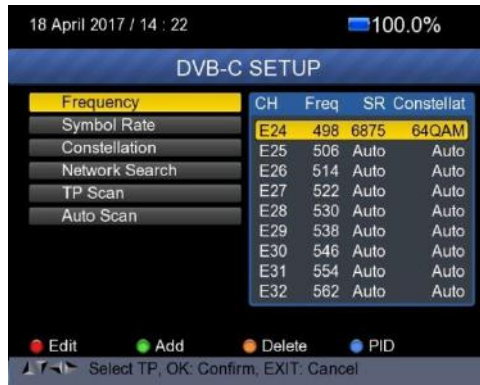 18 April 2017 / 14 : 22 100.0%
DVB-C SETUP
Frequency
Symbol Rate
Constellation
Network Search
TP Scan
Auto Scan
CH Freq SR Constellat
E24 498 6875 64QAM
E25 506 Auto Auto
E26 514 Auto Auto
E27 522 Auto Auto
E28 530 Auto Auto
E29 538 Auto Auto
E30 546 Auto Auto
E31 554 Auto Auto
E32 562 Auto Auto
Edit Add Delete PID
Select TP, OK: Confirm, EXIT: Cancel